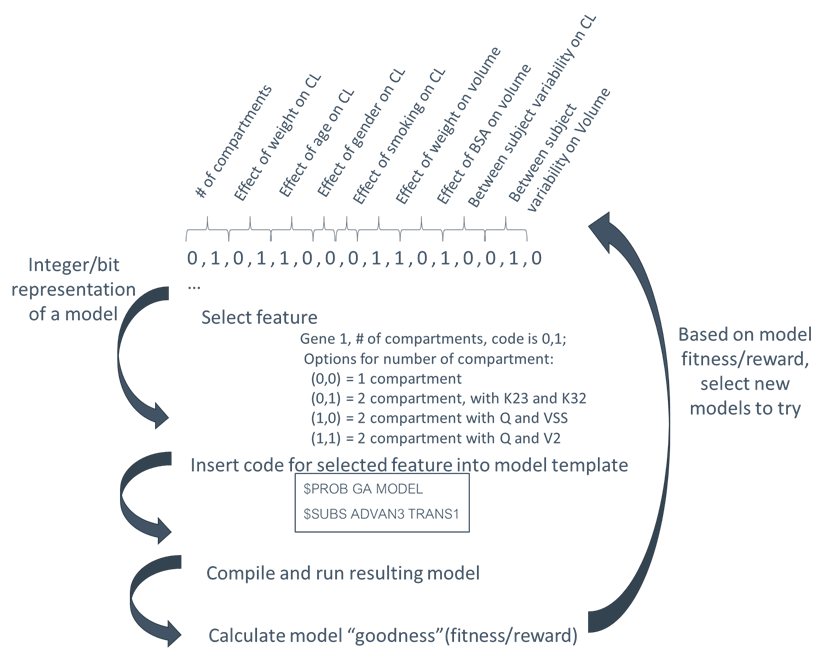 # of compartments
Effect of weight on CL
Effect of age on CL
Effect of gender on CL
Effect of smoking on CL
Effect of weight on volume
Effect of BSA on volume
Between subject variability on CL
Between subject
variability on Volume
0,1,0,1,1,0,0,0,1,1,0,1,0,0,1,0
...
Integer/bit
representation
of a model
Select feature
Gene 1, # of compartments, code is 0,1;
Options for number of compartment:
(0,0) = 1 compartment
(0,1) = 2 compartment, with K23 and K32
(1,0) = 2 compartment with Q and VSS
(1,1) = 2 compartment with Q and V2
Insert code for selected feature into model template
$PROB GA MODEL
$SUBS ADVAN3 TRANS1
Compile and run resulting model
Calculate model “goodness”(fitness/reward)
Based on model
fitness/reward,
select new
models to try